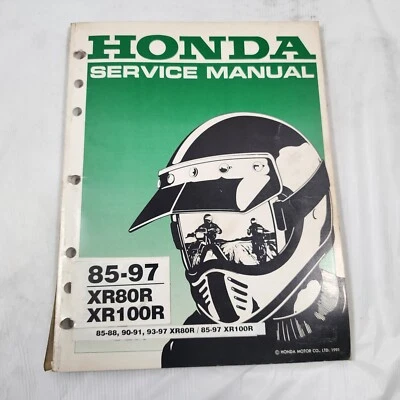 HONDA
SERVICE MANUAL
85-97
XR80R
XR100R
85-88, 90-91, 93-97 XR80R / 85-97 XR100R
© HONDA MOTOR CO., LTD. 1991